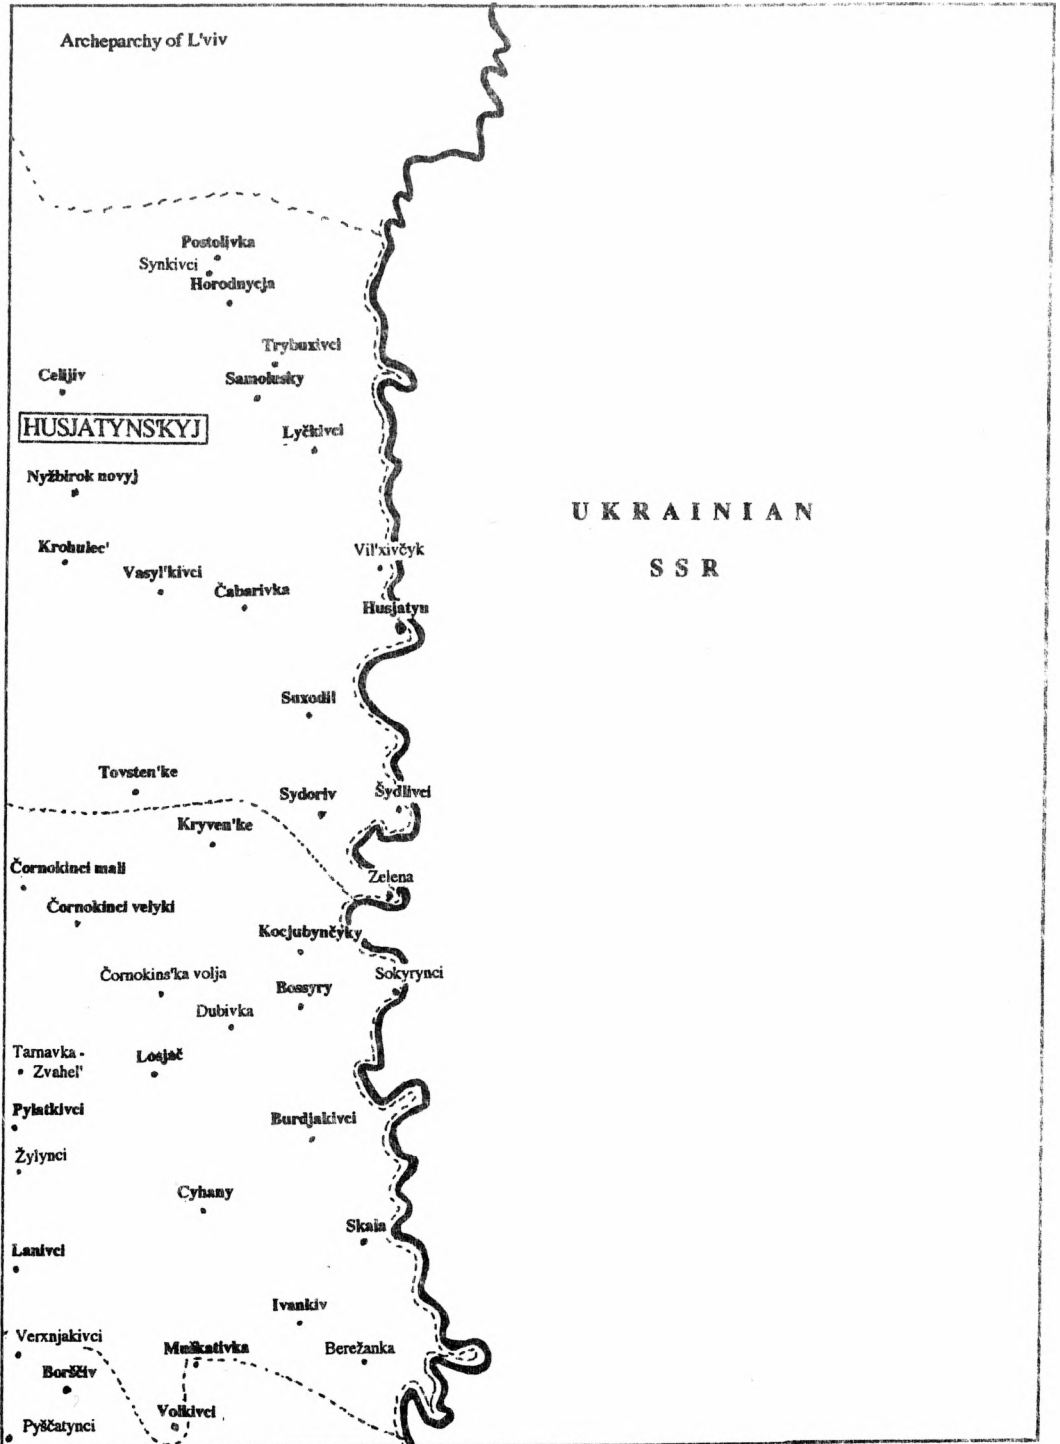 Archeparchy of L'viv
Postolivka
Synkivci
Horodnycja
Trybuxivci
Celijiv
Samolusky
HUSJATYNS'KYJ
Lyčkivci
Nyžbirok novyj
UKRAINIAN
SSR
Krohulec'
Vil'xivčyk
Vasyl'kivci
Čabarivka
Husjatyn
Suxodil
Tovsten'ke
Sydoriv
Šydlivci
Kryven'ke
Čornokinci mali
Zelena
Čornokinci velyki
Kocjubynčyky
Čornokins'ka volja
Sokyrynci
Bossyry
Dubivka
Tarnavka -
Zvahel'
Losjač
Pylatkivci
Burdjakivci
Žylynci
Cyhany
Skala
Lanivci
Ivankiv
Verxnjakivci
Muškativka
Berežanka
Borščiv
Volkivci
Pyščatynci